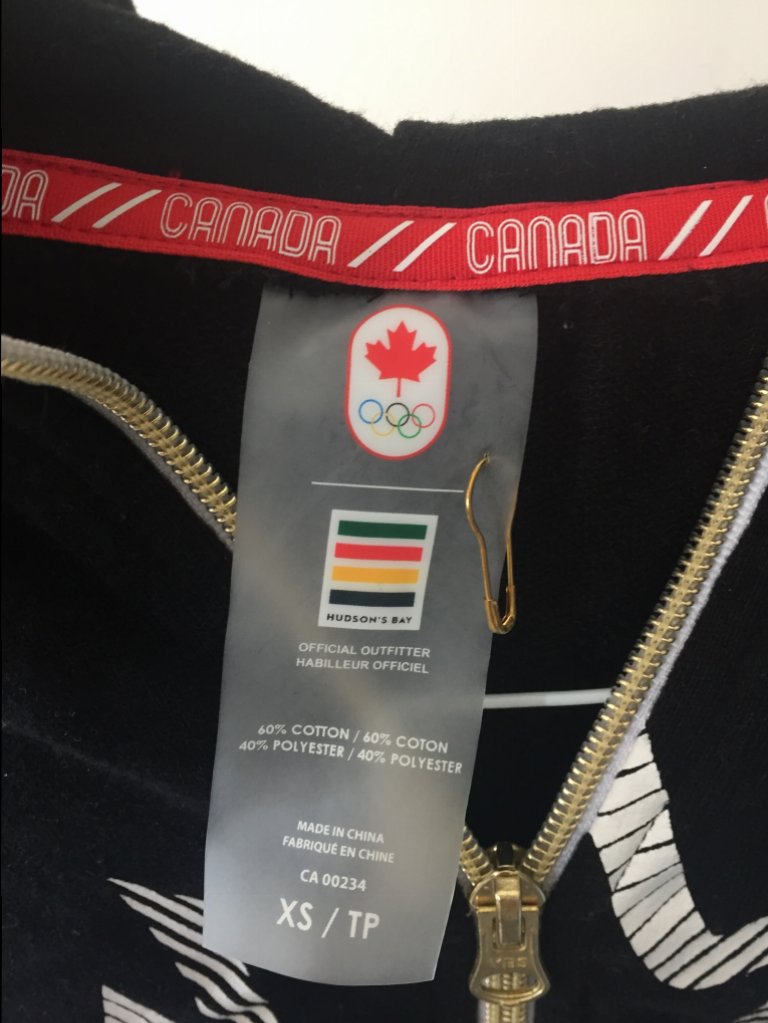 DA // CANADA // CANADA //
HUDSON'S BAY
OFFICIAL OUTFITTER
HABILLEUR OFFICIEL
60% COTTON / 60% COTON
40% POLYESTER / 40% POLYESTER
MADE IN CHINA
FABRIQUÉ EN CHINE
CA 00234
XS / TP